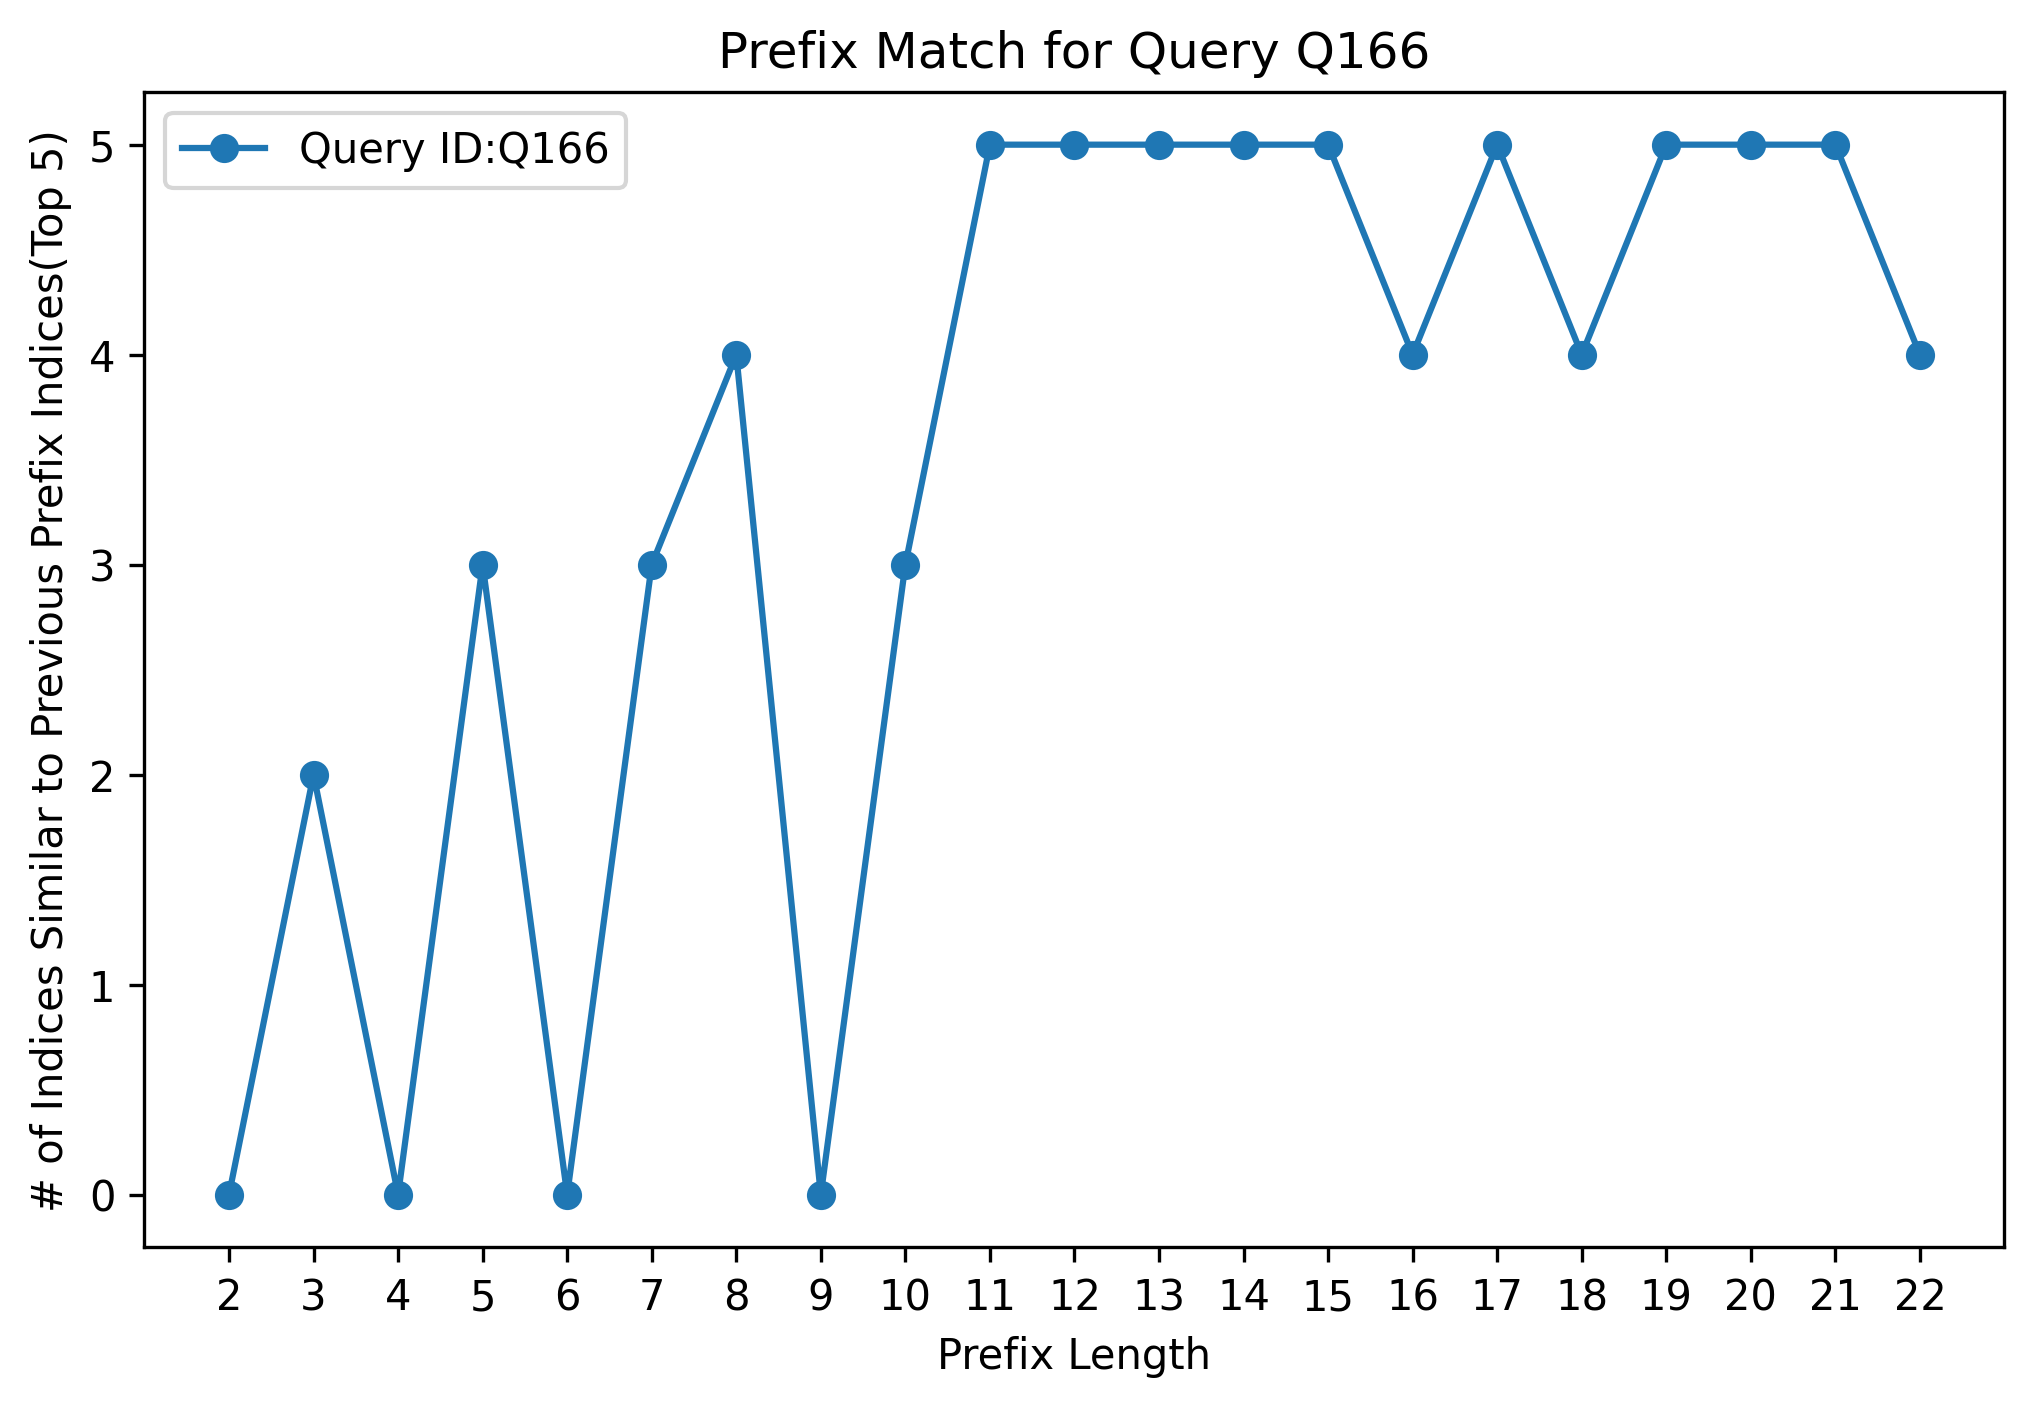 Prefix Match for Query Q166
Query ID:Q166
# of Indices Similar to Previous Prefix Indices(Top 5)
5
4
3
2
1
0
2 3 4 5 6 7 8 9 10 11 12 13 14 15 16 17 18 19 20 21 22
Prefix Length